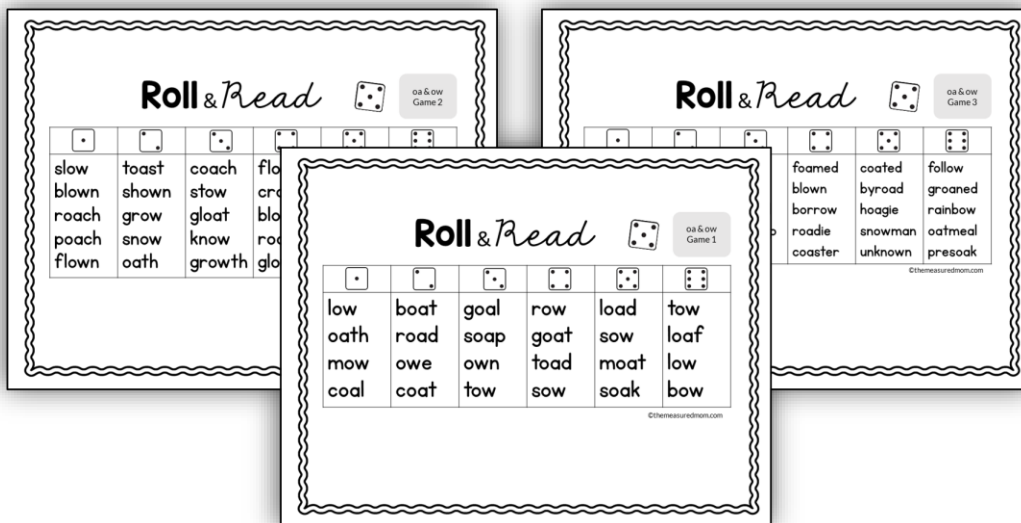 Roll & Read
oa & ow
Game 2
slow toast coach
blown shown stow
roach grow gloat
poach snow know
flown oath growth
Roll & Read
oa & ow
Game 3
foamed coated follow
blown byroad groaned
borrow hoagie rainbow
roadie snowman oatmeal
coaster unknown presoak
©themeasuredmom.com
Roll & Read
oa & ow
Game 1
low boat goal row load tow
oath road soap goat sow loaf
mow owe own toad moat low
coal coat tow sow soak bow
©themeasuredmom.com